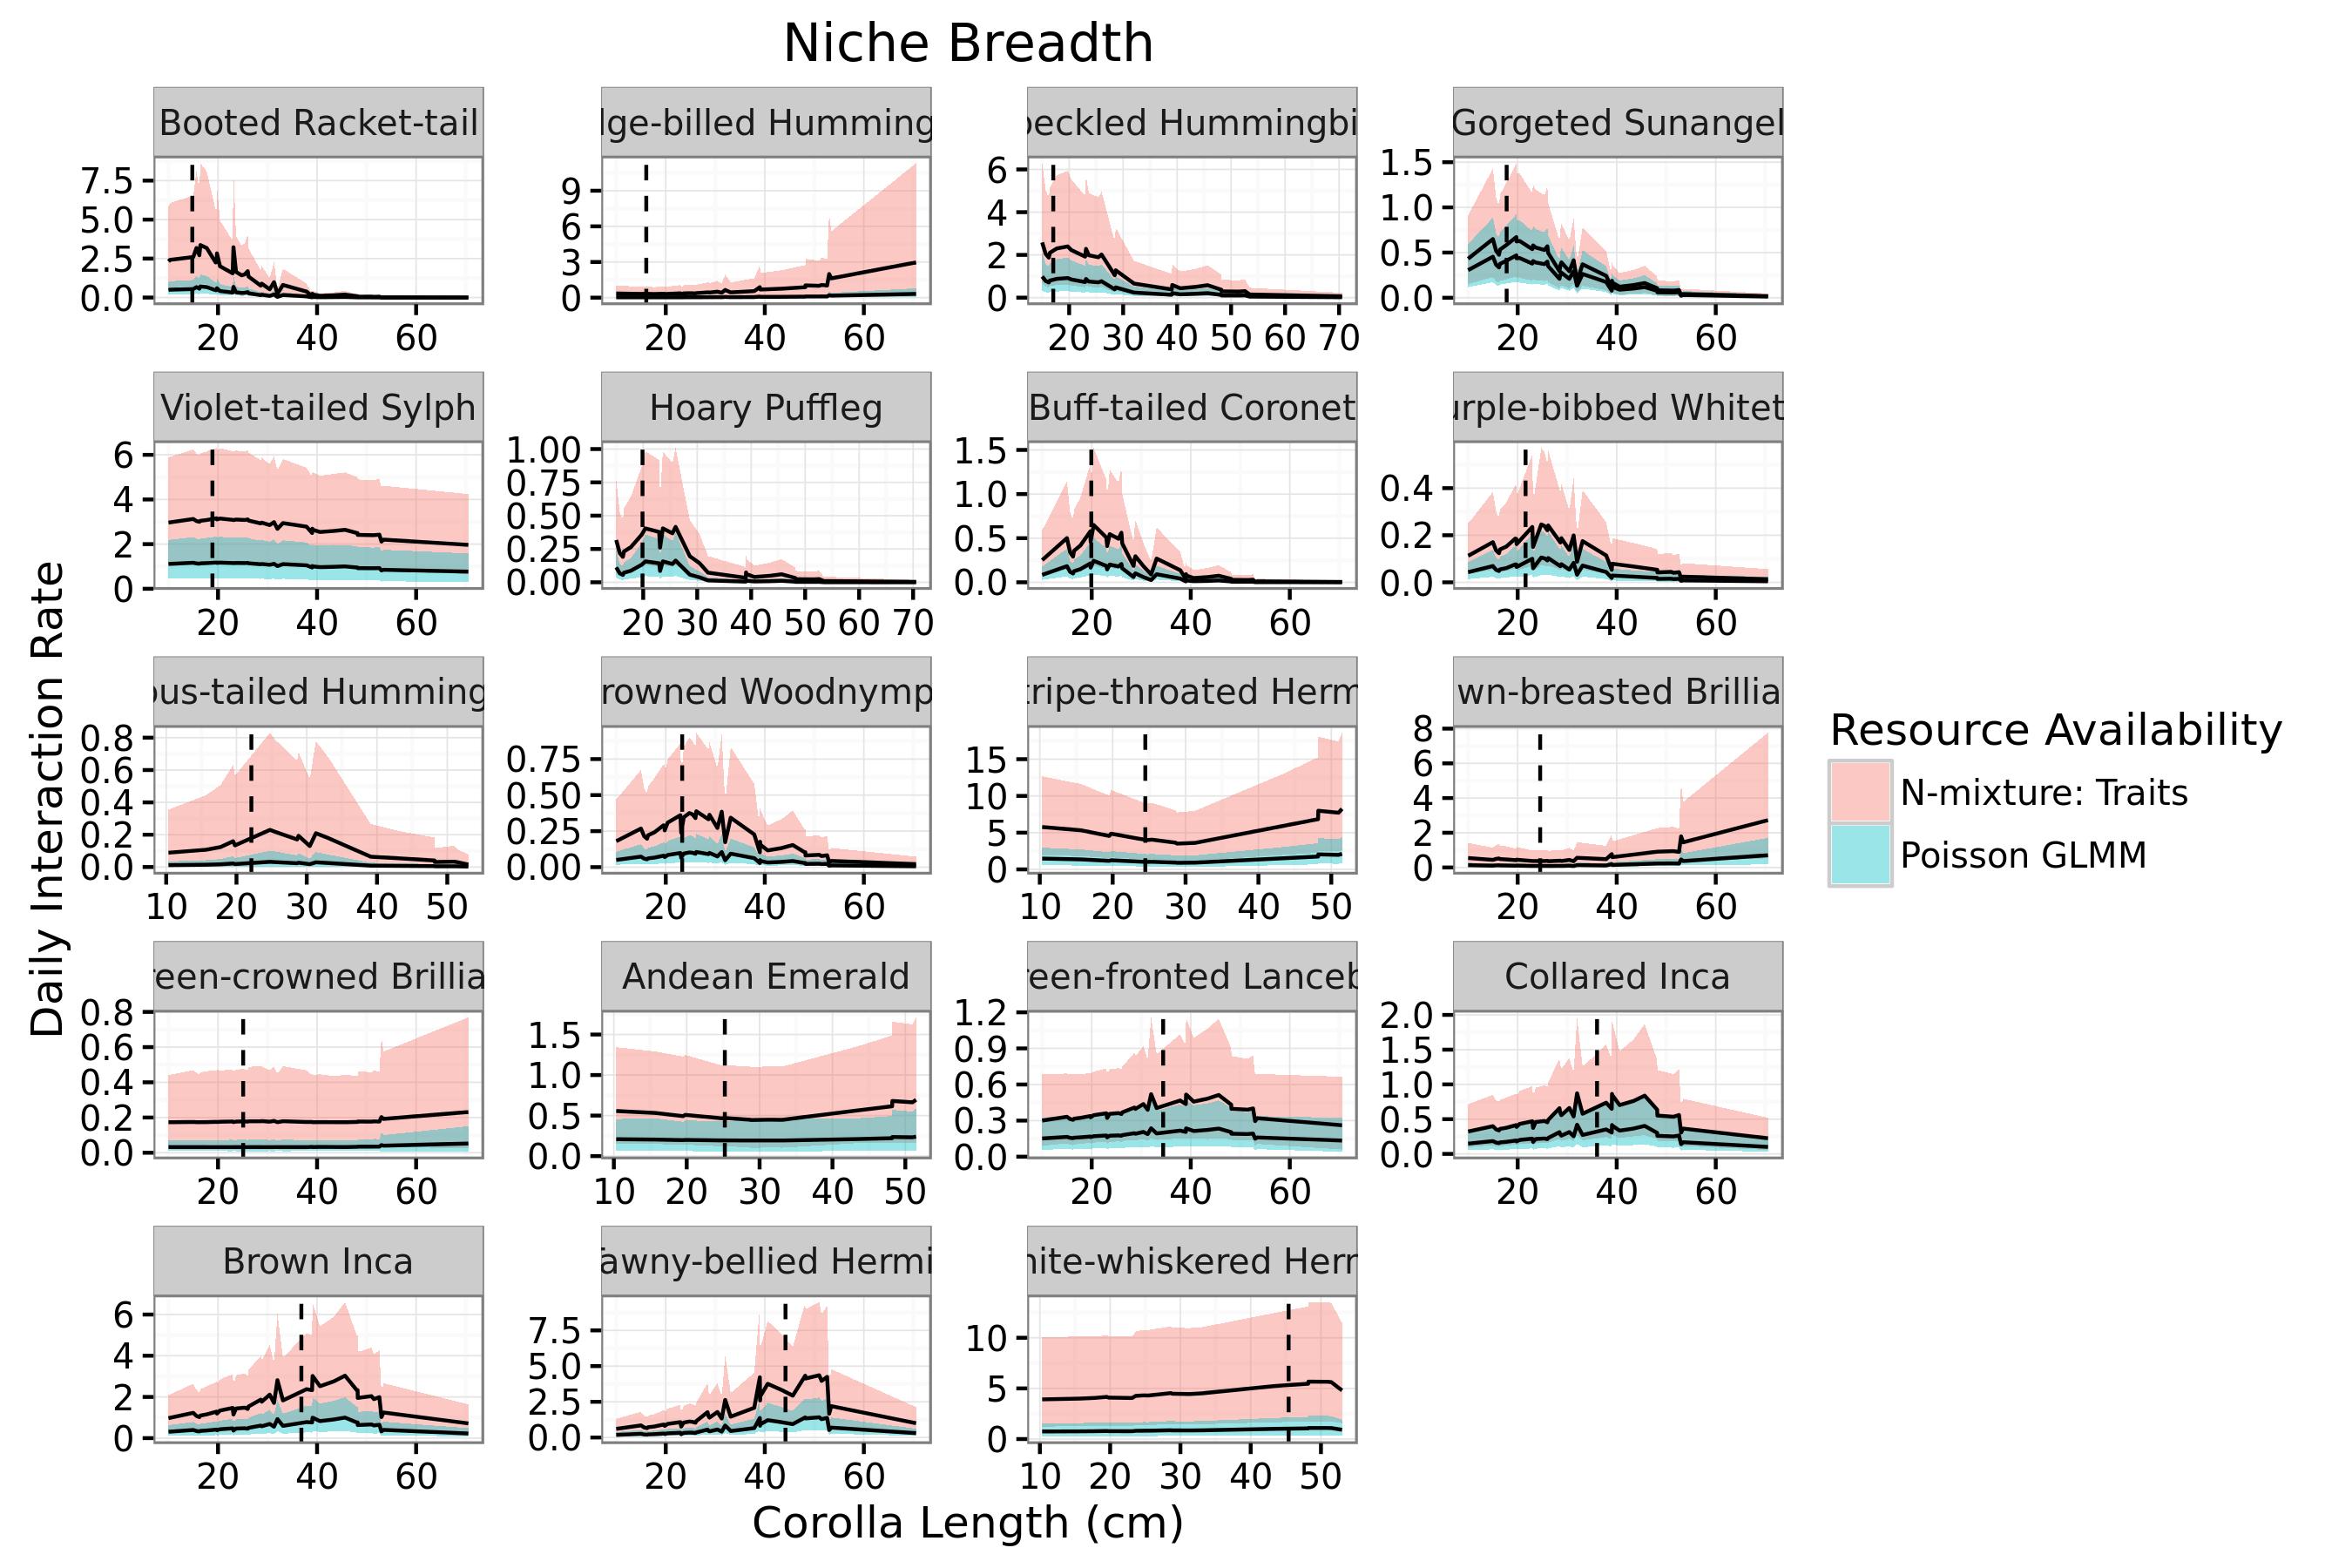 Niche Breadth
Booted Racket-tail
dge-billed Humming
peckled Hummingbi
Gorgeted Sunangel
7.5
5.0
2.5
0.0
20 40 60
9
6
3
0
20 40 60
6
4
2
0
20 30 40 50 60 70
1.5
1.0
0.5
0.0
20 40 60
Violet-tailed Sylph
Hoary Puffleg
Buff-tailed Coronet
urple-bibbed Whitet
6
4
2
0
20 40 60
1.00
0.75
0.50
0.25
0.00
20 30 40 50 60 70
1.5
1.0
0.5
0.0
20 40 60
0.4
0.2
0.0
20 40 60
ous-tailed Humming
rowned Woodnymp
tripe-throated Herm
wn-breasted Brillia
0.8
0.6
0.4
0.2
0.0
10 20 30 40 50
0.75
0.50
0.25
0.00
20 40 60
15
10
5
0
10 20 30 40 50
8
6
4
2
0
20 40 60
reen-crowned Brillia
Andean Emerald
reen-fronted Lanceb
Collared Inca
0.8
0.6
0.4
0.2
0.0
20 40 60
1.5
1.0
0.5
0.0
10 20 30 40 50
1.2
0.9
0.6
0.3
0.0
20 40 60
2.0
1.5
1.0
0.5
0.0
20 40 60
Brown Inca
awny-bellied Hermi
hite-whiskered Herr
6
4
2
0
20 40 60
7.5
5.0
2.5
0.0
20 40 60
10
5
0
10 20 30 40 50
Daily Interaction Rate
Corolla Length (cm)
Resource Availability
N-mixture: Traits
Poisson GLMM